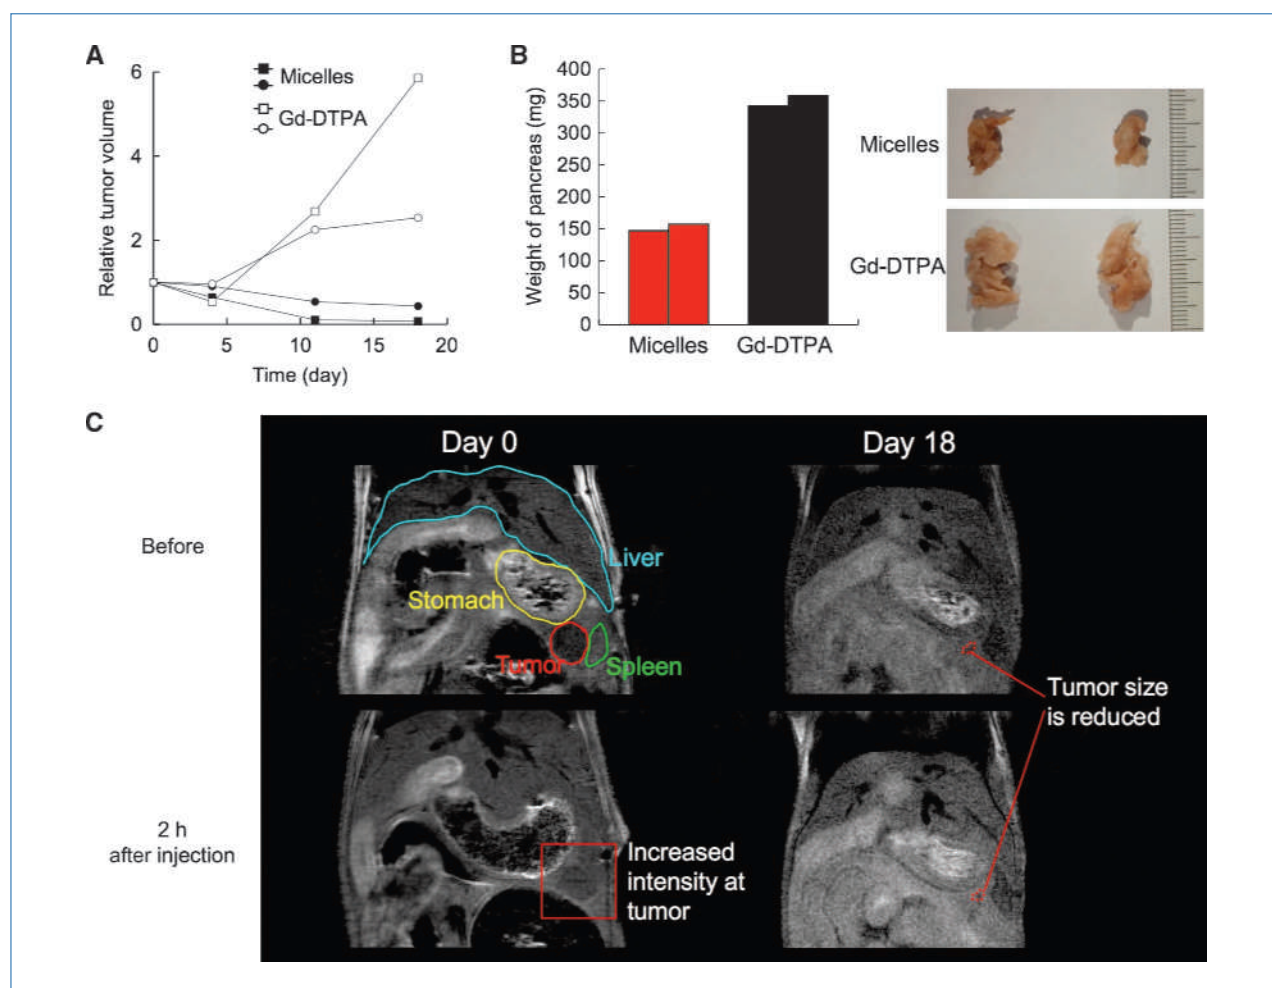 A
6
4
2
0
Relative tumor volume
0
5
10
15
20
Time (day)
Micelles
Gd-DTPA
B
400
350
300
250
200
150
100
50
0
Weight of pancreas (mg)
Micelles
Gd-DTPA
Micelles
Gd-DTPA
C
Day 0
Day 18
Before
Liver
Stomach
Tumor
Spleen
Tumor size
is reduced
2 h
after injection
Increased
intensity at
tumor